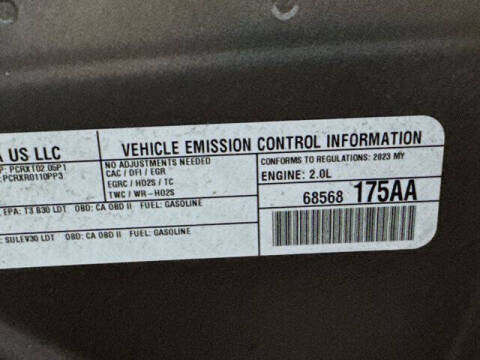 A US LLC
VEHICLE EMISSION CONTROL INFORMATION
P: PCRXT02.05P1
PCRXR0110PP3
NO ADJUSTMENTS NEEDED
CAC / DFI / EGR
EGRC / HO2S / TC
TWC / WR-HO2S
CONFORMS TO REGULATIONS: 2023 MY
ENGINE: 2.0L
EPA: T3 B30 LDT OBD: CA OBD II FUEL: GASOLINE
68568 175AA
: SULEV30 LDT OBD: CA OBD II FUEL: GASOLINE